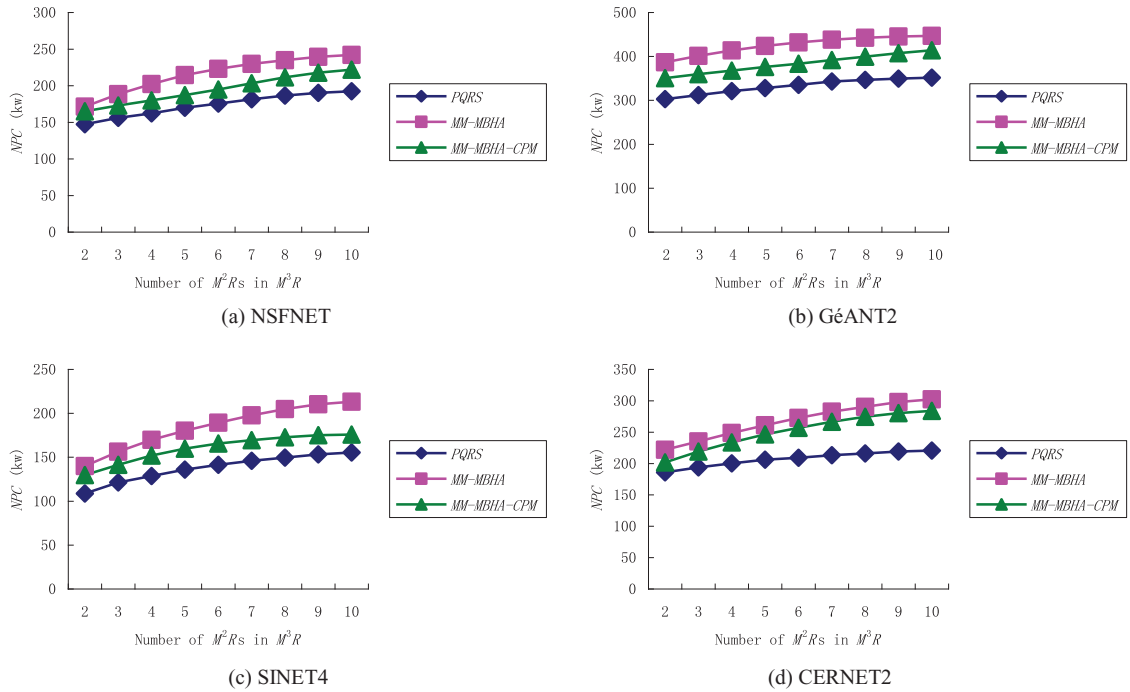 300
250
200
150
100
50
0
NPC (kw)
2 3 4 5 6 7 8 9 10
Number of M²Rs in M³R
PQRS
MM-MBHA
MM-MBHA-CPM
(a) NSFNET
500
400
300
200
100
0
NPC (kw)
2 3 4 5 6 7 8 9 10
Number of M²Rs in M³R
PQRS
MM-MBHA
MM-MBHA-CPM
(b) GéANT2
250
200
150
100
50
0
NPC (kw)
2 3 4 5 6 7 8 9 10
Number of M²Rs in M³R
PQRS
MM-MBHA
MM-MBHA-CPM
(c) SINET4
350
300
250
200
150
100
50
0
NPC (kw)
2 3 4 5 6 7 8 9 10
Number of M²Rs in M³R
PQRS
MM-MBHA
MM-MBHA-CPM
(d) CERNET2